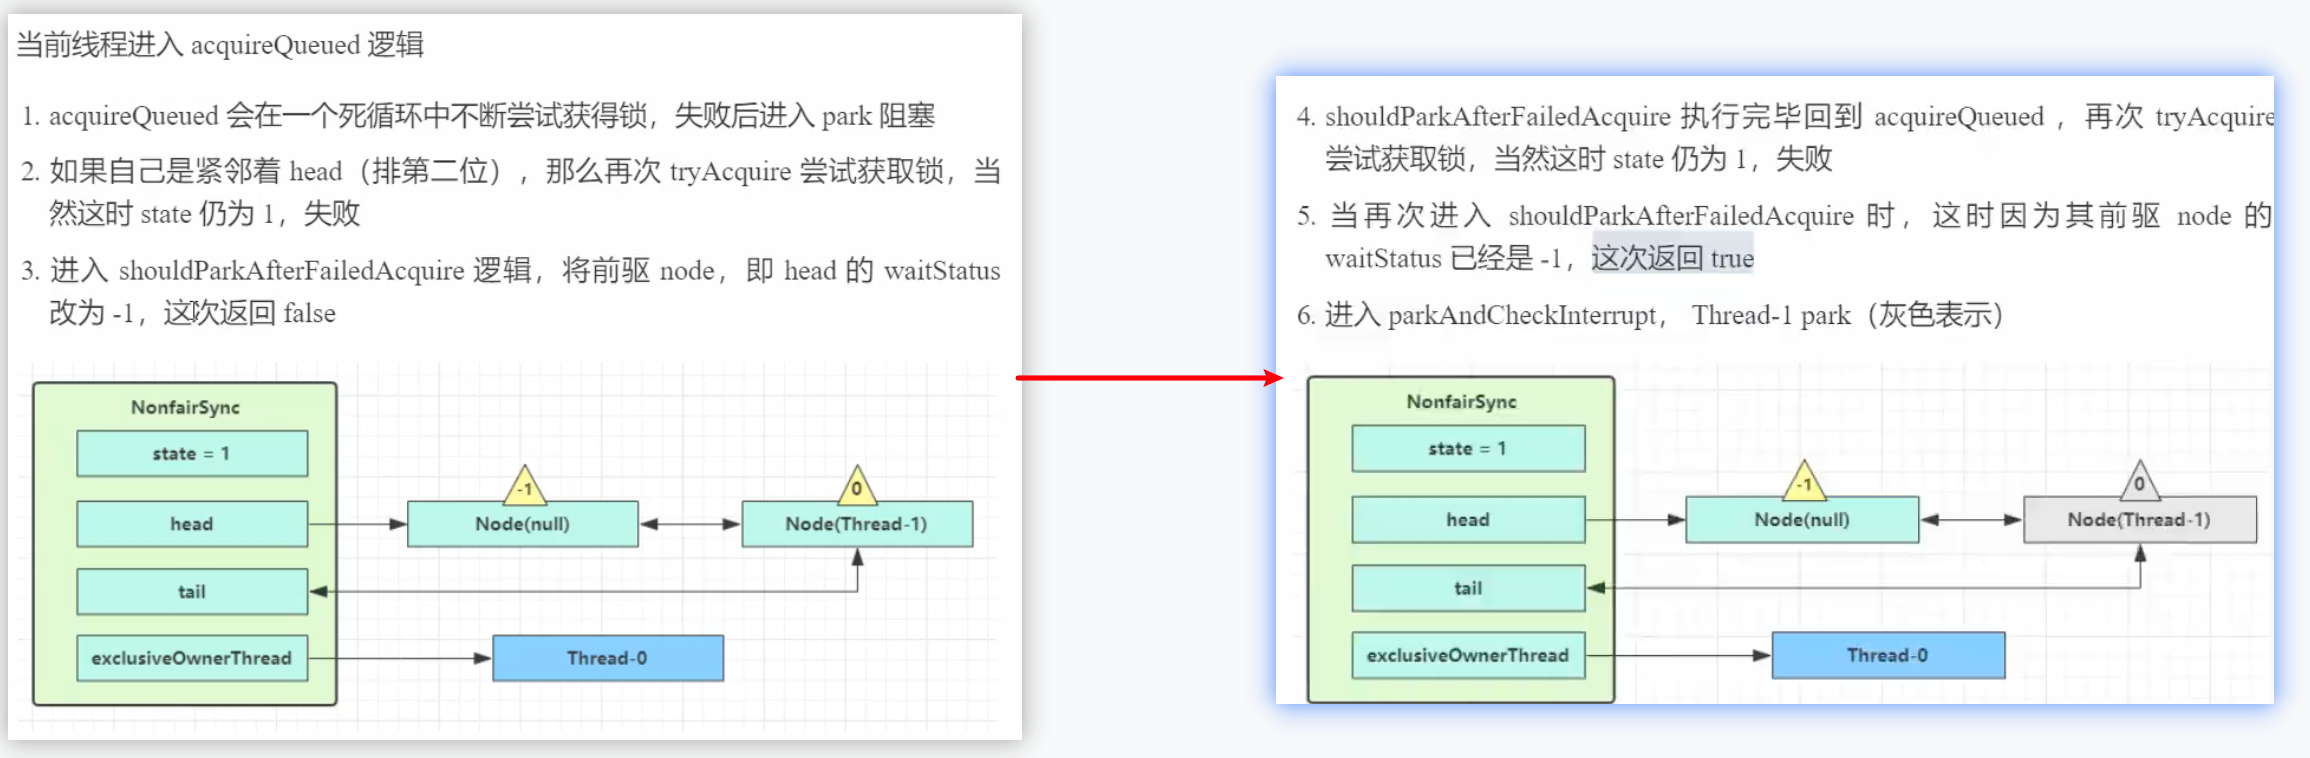 当前线程进入 acquireQueued 逻辑
1. acquireQueued 会在一个死循环中不断尝试获得锁，失败后进入 park 阻塞
2. 如果自己是紧邻着 head（排第二位），那么再次 tryAcquire 尝试获取锁，当
然这时 state 仍为 1，失败
3. 进入 shouldParkAfterFailedAcquire 逻辑，将前驱 node，即 head 的 waitStatus
改为 -1，这次返回 false
NonfairSync
state = 1
head
tail
exclusiveOwnerThread
-1
Node(null)
0
Node(Thread-1)
Thread-0
4. shouldParkAfterFailedAcquire 执行完毕回到 acquireQueued ，再次 tryAcquire
尝试获取锁，当然这时 state 仍为 1，失败
5. 当再次进入 shouldParkAfterFailedAcquire 时，这时因为其前驱 node 的
waitStatus 已经是 -1，这次返回 true
6. 进入 parkAndCheckInterrupt， Thread-1 park（灰色表示）
NonfairSync
state = 1
head
tail
exclusiveOwnerThread
-1
Node(null)
0
Node(Thread-1)
Thread-0